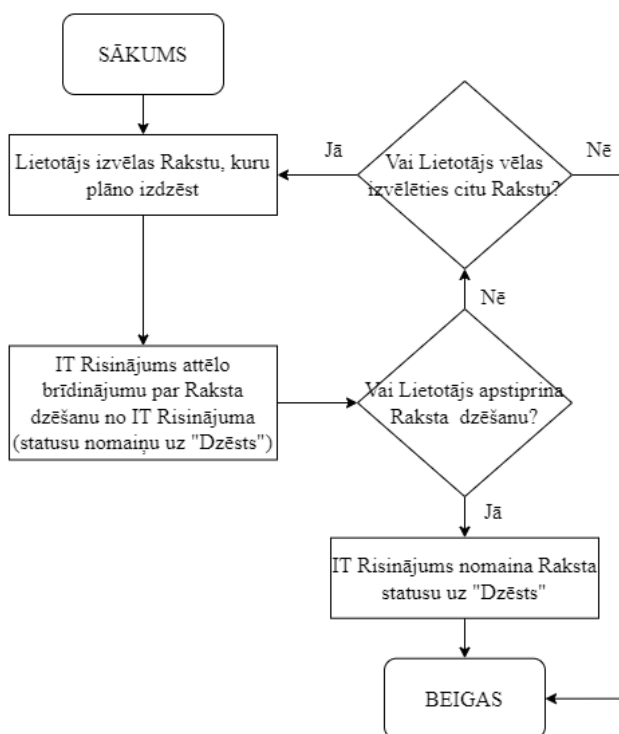 SĀKUMS
Lietotājs izvēlas Rakstu, kuru
plāno izdzēst
Jā
Vai Lietotājs vēlas
izvēlēties citu Rakstu?
Nē
Nē
IT Risinājums attēlo
brīdinājumu par Raksta
dzēšanu no IT Risinājuma
(statusu nomaiņu uz "Dzēsts")
Vai Lietotājs apstiprina
Raksta dzēšanu?
Jā
IT Risinājums nomaina Raksta
statusu uz "Dzēsts"
BEIGAS